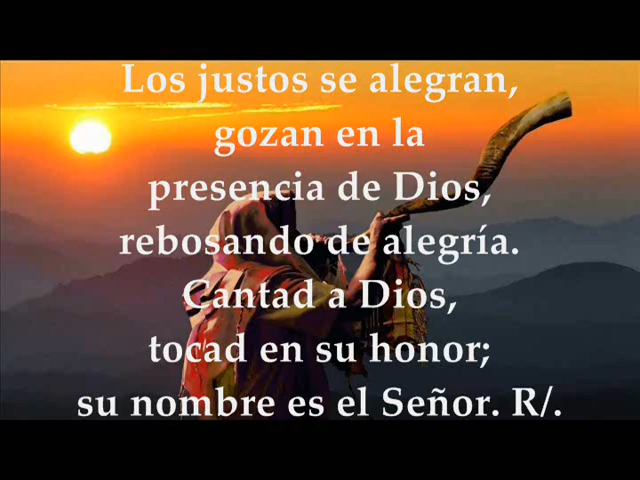 Los justos se alegran,
gozan en la
presencia de Dios,
rebosando de alegría.
Cantad a Dios,
tocad en su honor;
su nombre es el Señor. R/.